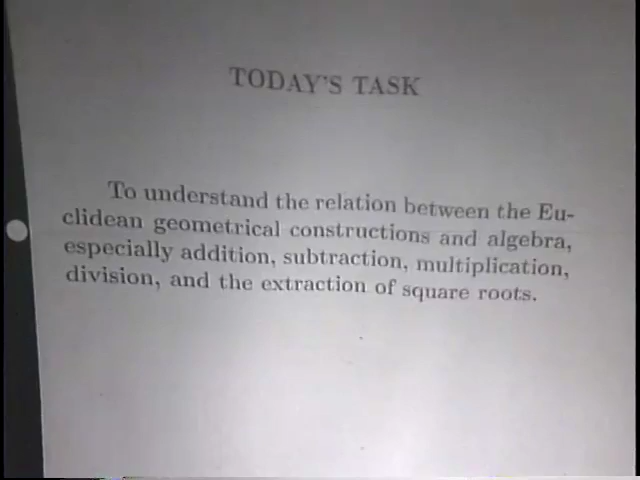 TODAY'S TASK
To understand the relation between the Eu-
clidean geometrical constructions and algebra,
especially addition, subtraction, multiplication,
division, and the extraction of square roots.